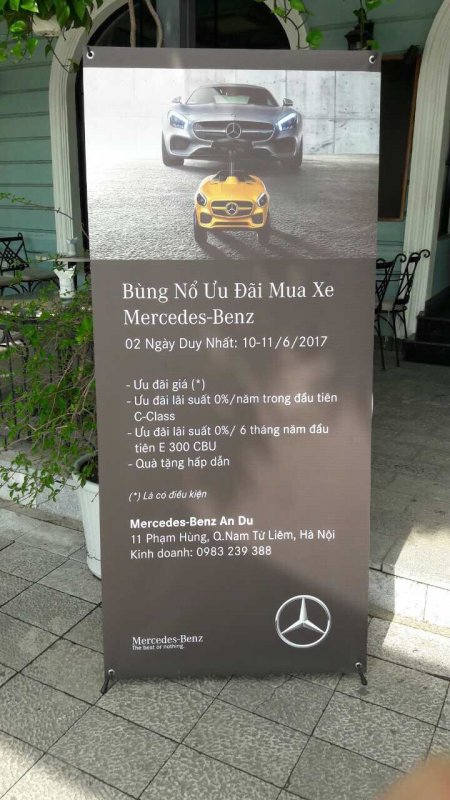 Bùng Nổ Ưu Đãi Mua Xe
Mercedes-Benz
02 Ngày Duy Nhất: 10-11/6/2017
- Ưu đãi giá (*)
- Ưu đãi lãi suất 0%/năm trong đầu tiên
C-Class
- Ưu đãi lãi suất 0%/ 6 tháng năm đầu
tiên E 300 CBU
- Quà tặng hấp dẫn
(*) Là có điều kiện
Mercedes-Benz An Du
11 Phạm Hùng, Q.Nam Từ Liêm, Hà Nội
Kinh doanh: 0983 239 388
Mercedes-Benz
The best or nothing.